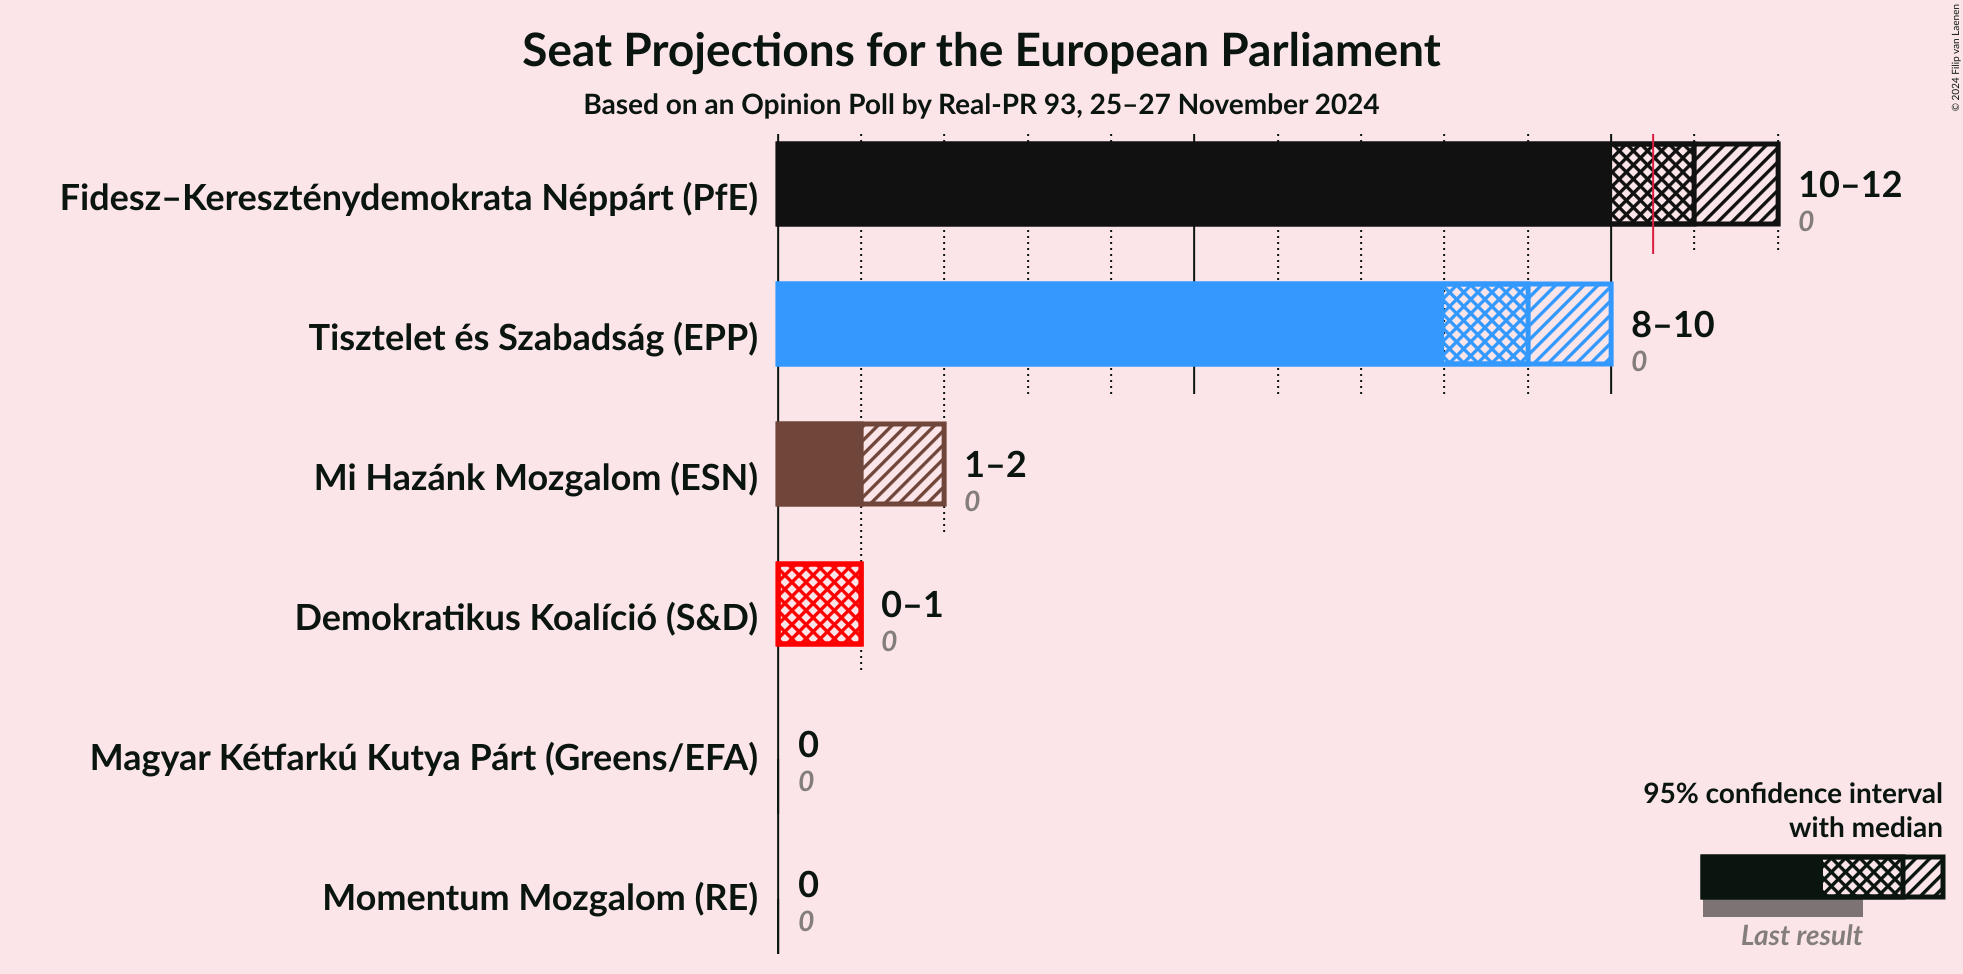 Seat Projections for the European Parliament
Based on an Opinion Poll by Real-PR 93, 25–27 November 2024
© 2024 Filip van Laenen
Fidesz–Kereszténydemokrata Néppárt (PfE)
10–12
0
Tisztelet és Szabadság (EPP)
8–10
0
Mi Hazánk Mozgalom (ESN)
1–2
0
Demokratikus Koalíció (S&D)
0–1
0
Magyar Kétfarkú Kutya Párt (Greens/EFA)
0
0
Momentum Mozgalom (RE)
0
0
95% confidence interval
with median
Last result